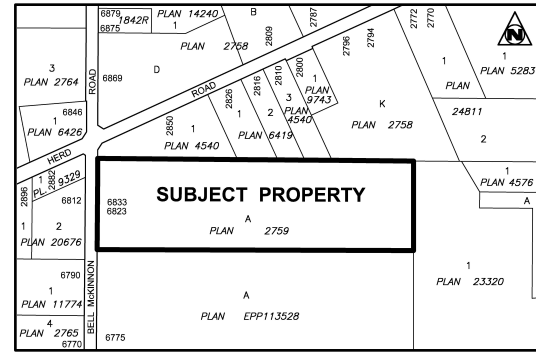 6879
1842R
PLAN 14240
6875
1
B
2809
2787
2772
2770
N
PLAN 2758
2796
2794
1
PLAN 5283
3
PLAN 2764
ROAD
6869
D
ROAD
2816
2810
2800
1
PLAN
9743
1
PLAN
K
PLAN 2758
24811
2
6846
1
PLAN 6426
2850
2826
1
PLAN 4540
1
2
PLAN 6419
3
PLAN
4540
HERD
2896
1
2882
PL. 9329
6812
1
2
PLAN 20676
6833
6823
SUBJECT PROPERTY
A
PLAN 2759
1
PLAN 4576
A
6790
1
PLAN 11774
BELL McKINNON
A
PLAN EPP113528
1
PLAN 23320
4
PLAN 2765
6770
6775